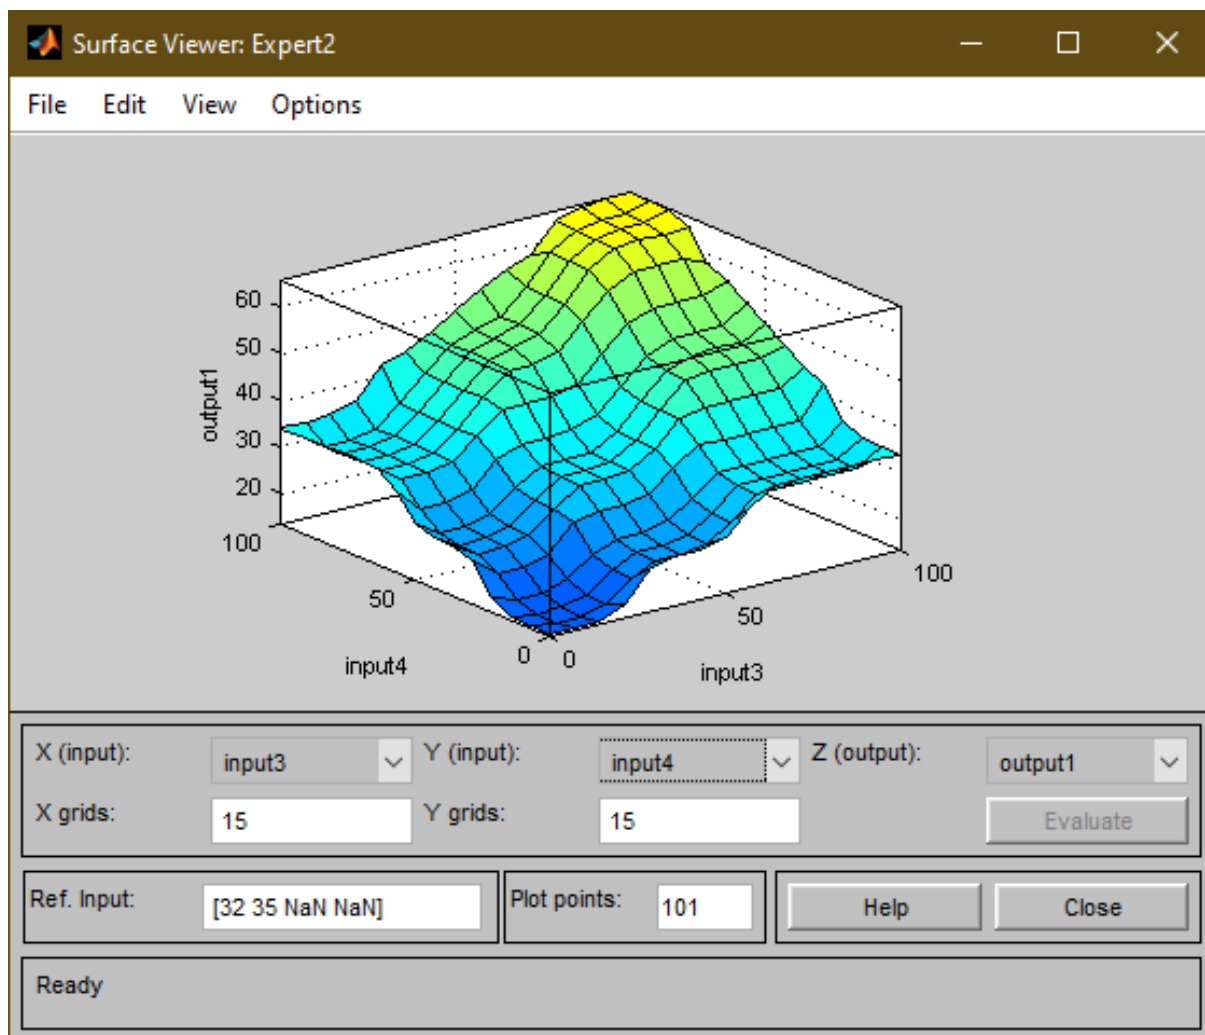 Surface Viewer: Expert2
File Edit View Options
60
50
40
30
20
output1
100
50
0
input4
0
50
100
input3
X (input): input3 Y (input): input4 Z (output): output1
X grids: 15 Y grids: 15 Evaluate
Ref. Input: [32 35 NaN NaN] Plot points: 101 Help Close
Ready